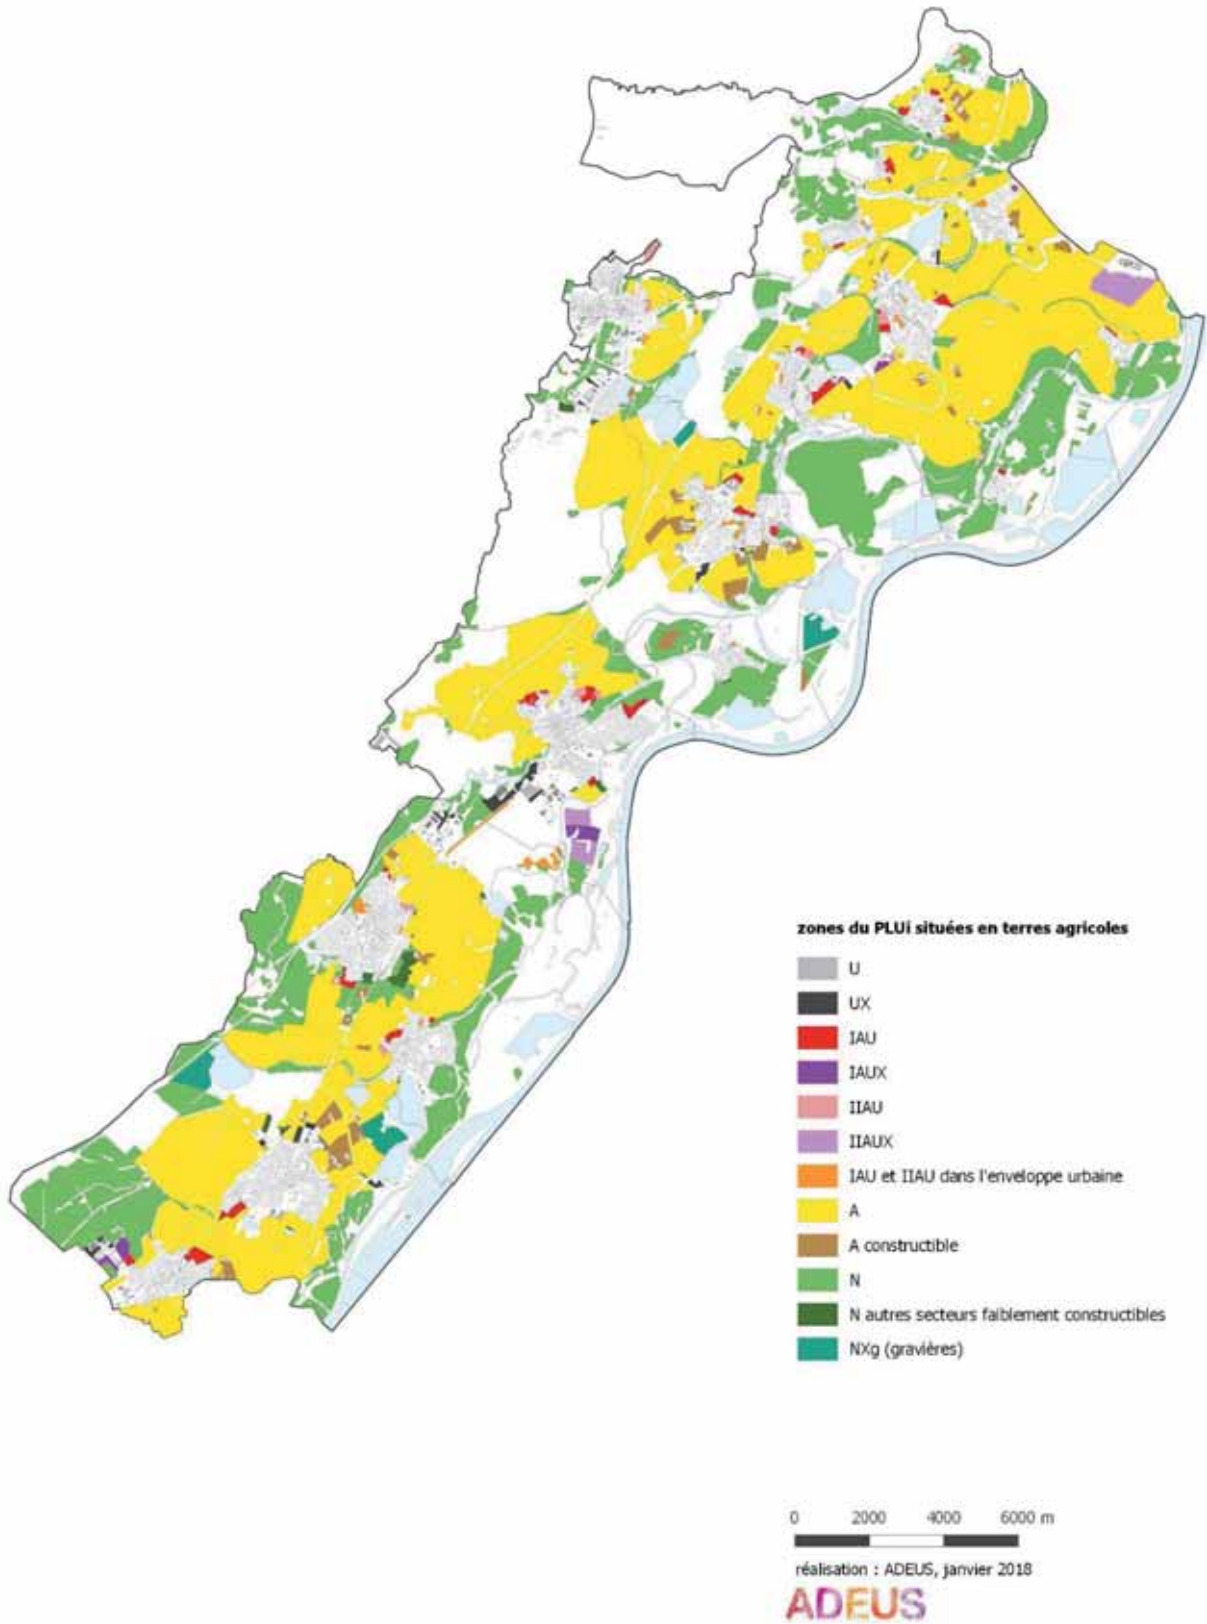 zones du PLUi situées en terres agricoles
U
UX
IAU
IAUX
IIAU
IIAUX
IAU et IIAU dans l'enveloppe urbaine
A
A constructible
N
N autres secteurs faiblement constructibles
NXg (gravières)
0 2000 4000 6000 m
réalisation : ADEUS, janvier 2018
ADEUS